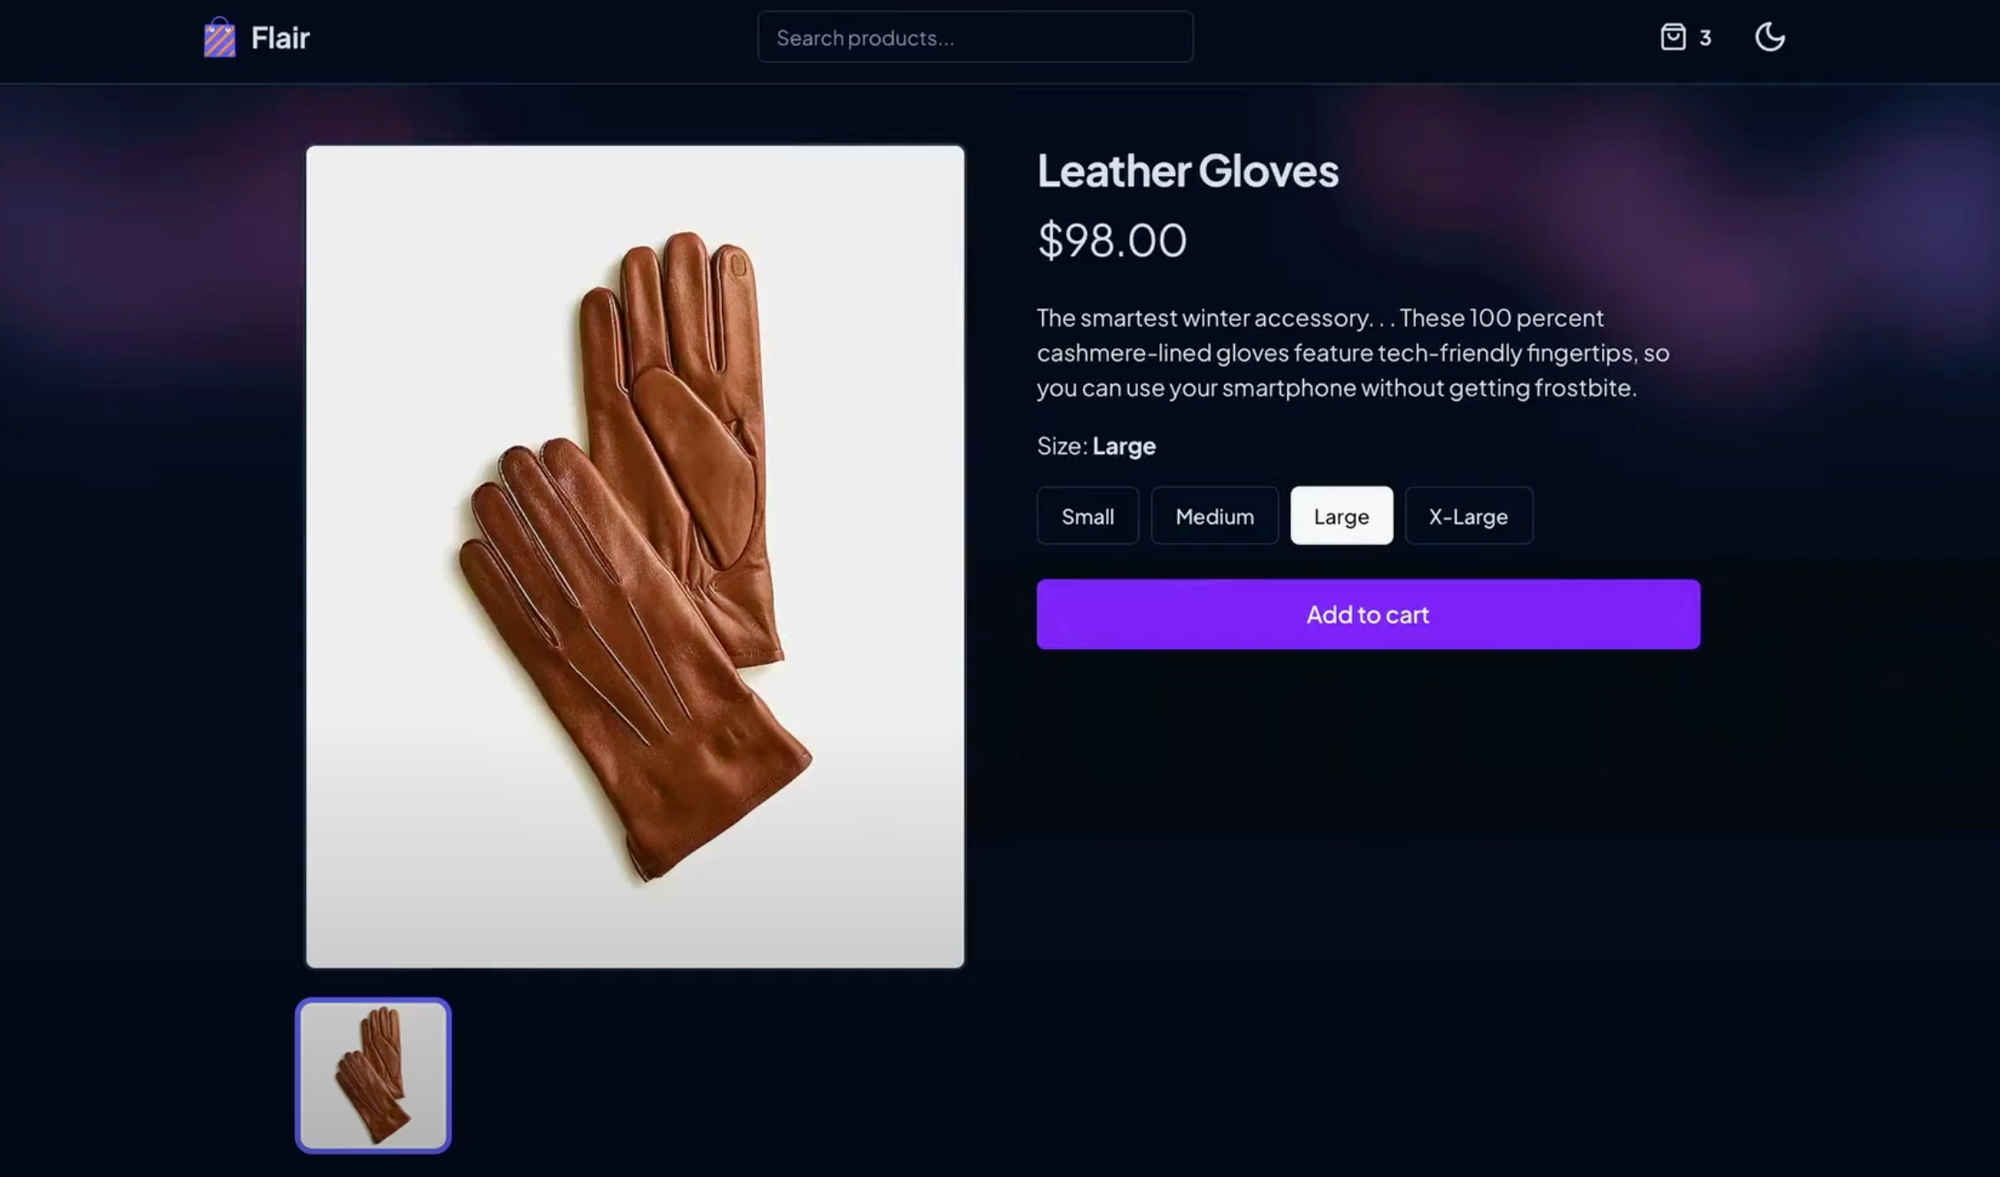 Flair
Search products...
3
Leather Gloves
$98.00
The smartest winter accessory. . . These 100 percent
cashmere-lined gloves feature tech-friendly fingertips, so
you can use your smartphone without getting frostbite.
Size: Large
Small
Medium
Large
X-Large
Add to cart